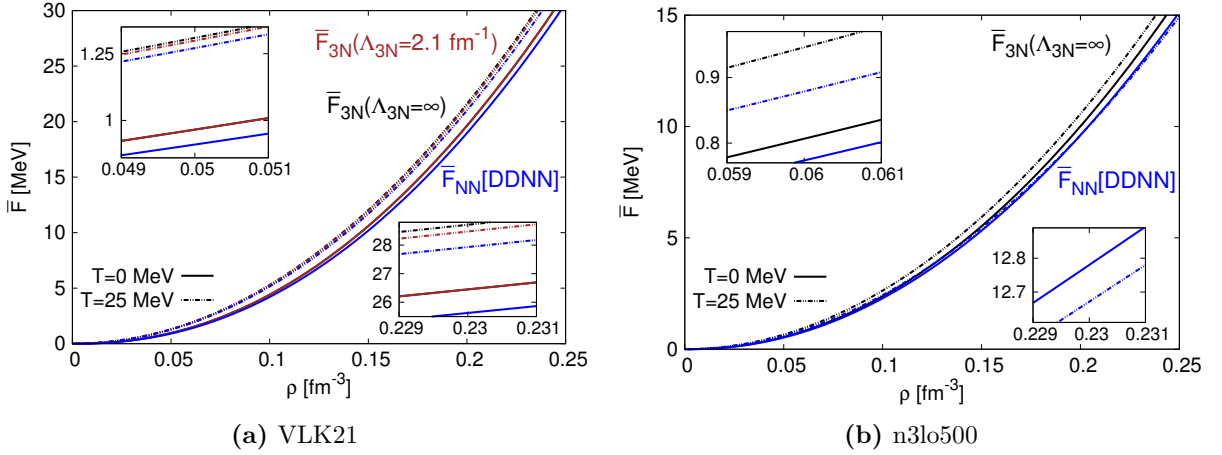 30
25
20
15
10
5
0
F̅ [MeV]
1.25
1
0.049
0.05
0.051
F̅3N(Λ3N=2.1 fm-1)
F̅3N(Λ3N=∞)
F̅NN[DDNN]
T=0 MeV
T=25 MeV
28
27
26
0.229
0.23
0.231
0
0.05
0.1
0.15
0.2
0.25
ρ [fm-3]
(a) VLK21
15
10
5
0
F̅ [MeV]
0.9
0.8
0.059
0.06
0.061
F̅3N(Λ3N=∞)
F̅NN[DDNN]
T=0 MeV
T=25 MeV
12.8
12.7
0.229
0.23
0.231
0
0.05
0.1
0.15
0.2
0.25
ρ [fm-3]
(b) n3lo500